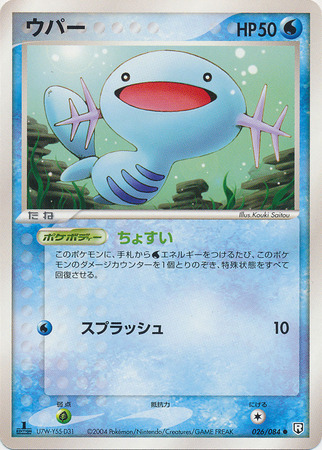 ウパー HP50
たね Illus.Kouki Saitou
ポケボディー ちょすい
このポケモンに、手札から エネルギーをつけるたび、このポケ
モンのダメージカウンターを1個とりのぞき、特殊状態をすべて
回復させる。
スプラッシュ 10
弱点 抵抗力 にげる
1 U7W-Y5S-D31 ©2004 Pokémon/Nintendo/Creatures/GAME FREAK 026/084 ● R